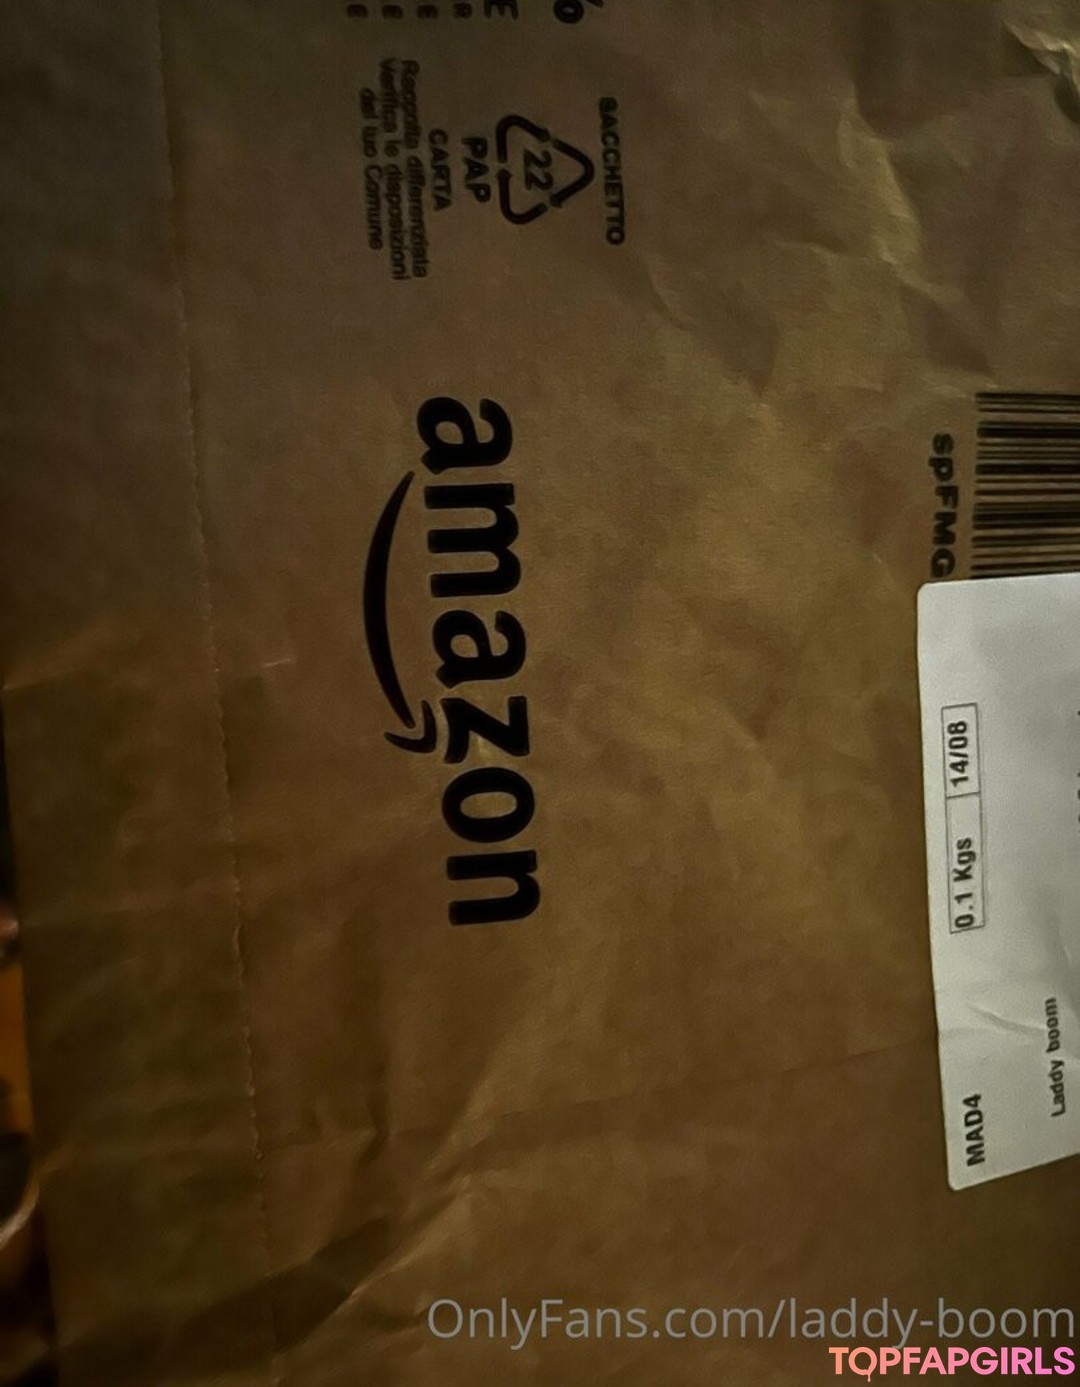 SACCHETTO
22
PAP
CARTA
Raccolta differenziata
Verifica le disposizioni
del tuo Comune
amazon
spFMG
0.1 Kgs 14/08
MAD4
Laddy boom
OnlyFans.com/laddy-boom
TOPFAPGIRLS